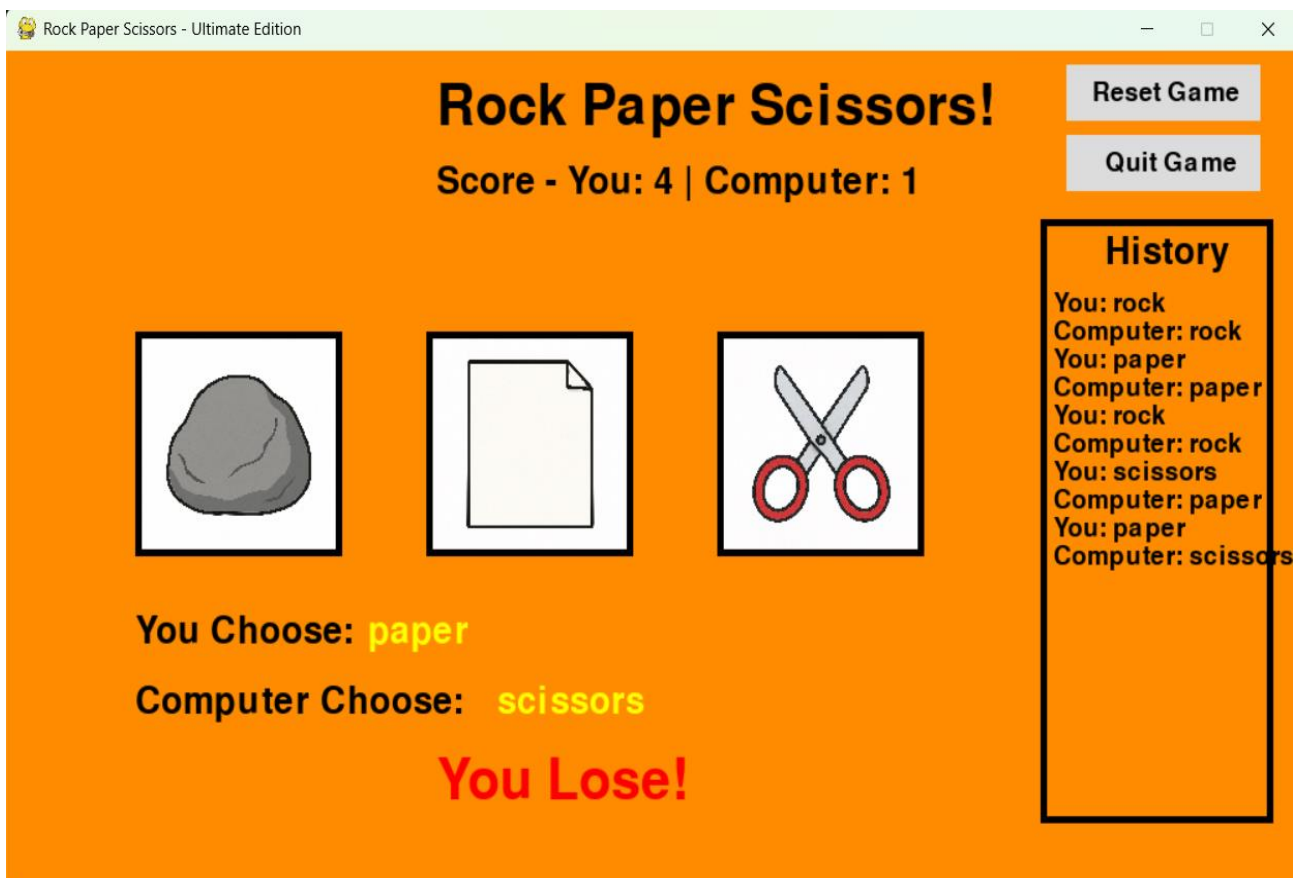 Rock Paper Scissors - Ultimate Edition
Rock Paper Scissors!
Score - You: 4 | Computer: 1
Reset Game
Quit Game
History
You: rock
Computer: rock
You: paper
Computer: paper
You: rock
Computer: rock
You: scissors
Computer: paper
You: paper
Computer: scissors
You Choose: paper
Computer Choose: scissors
You Lose!